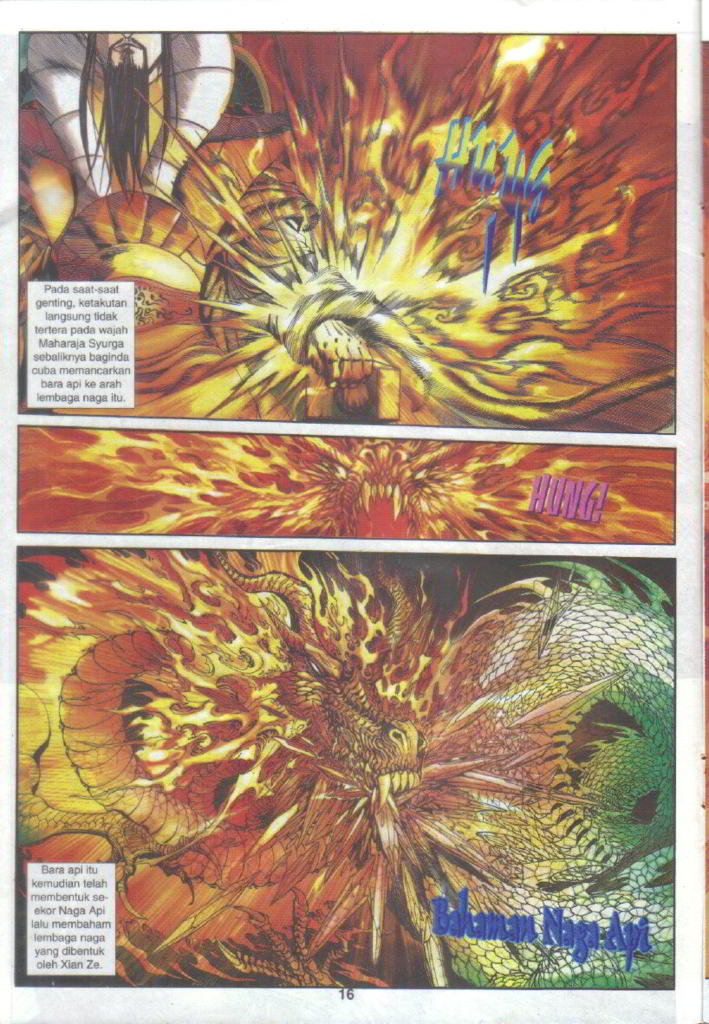 HUNG
Pada saat-saat
genting, ketakutan
langsung tidak
tertera pada wajah
Maharaja Syurga
sebaliknya baginda
cuba memancarkan
bara api ke arah
lembaga naga itu.
HUNG!
Bara api itu
kemudian telah
membentuk se-
ekor Naga Api
lalu membaham
lembaga naga
yang dibentuk
oleh Xian Ze.
Bahaman Naga Api
16